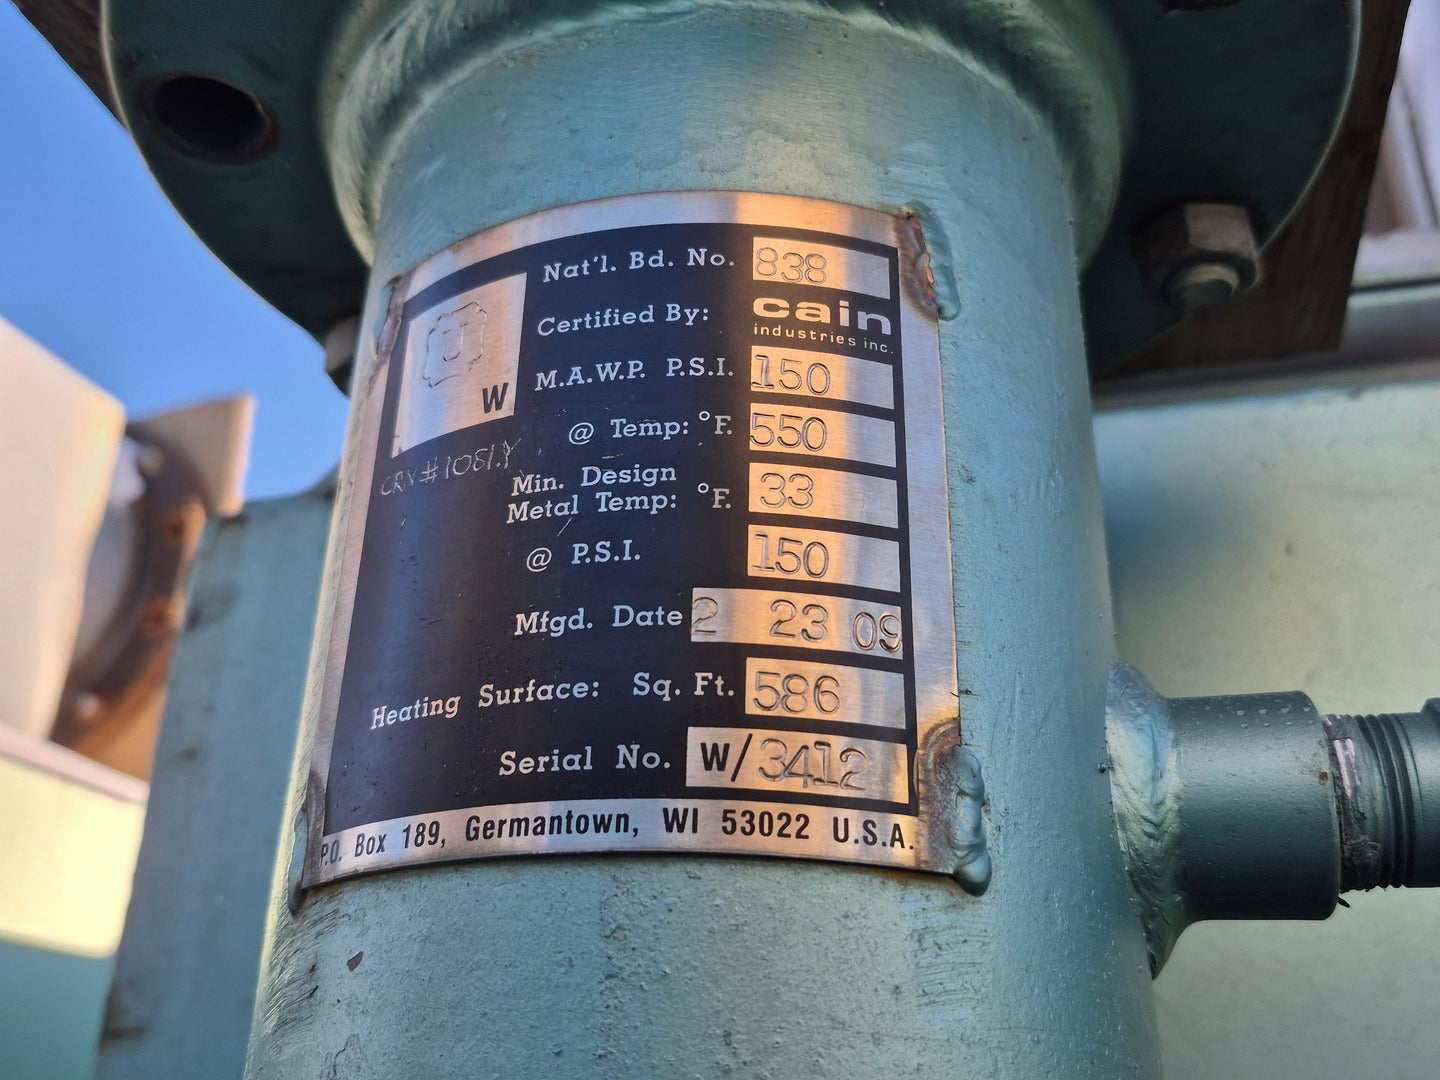 Nat'l. Bd. No. 838
U
W
Certified By: cain
industries inc.
M.A.W.P. P.S.I. 150
@ Temp: °F. 550
CRN#1081.Y
Min. Design
Metal Temp: °F. 33
@ P.S.I. 150
Mfgd. Date 2 23 09
Heating Surface: Sq. Ft. 586
Serial No. W/3412
P.O. Box 189, Germantown, WI 53022 U.S.A.